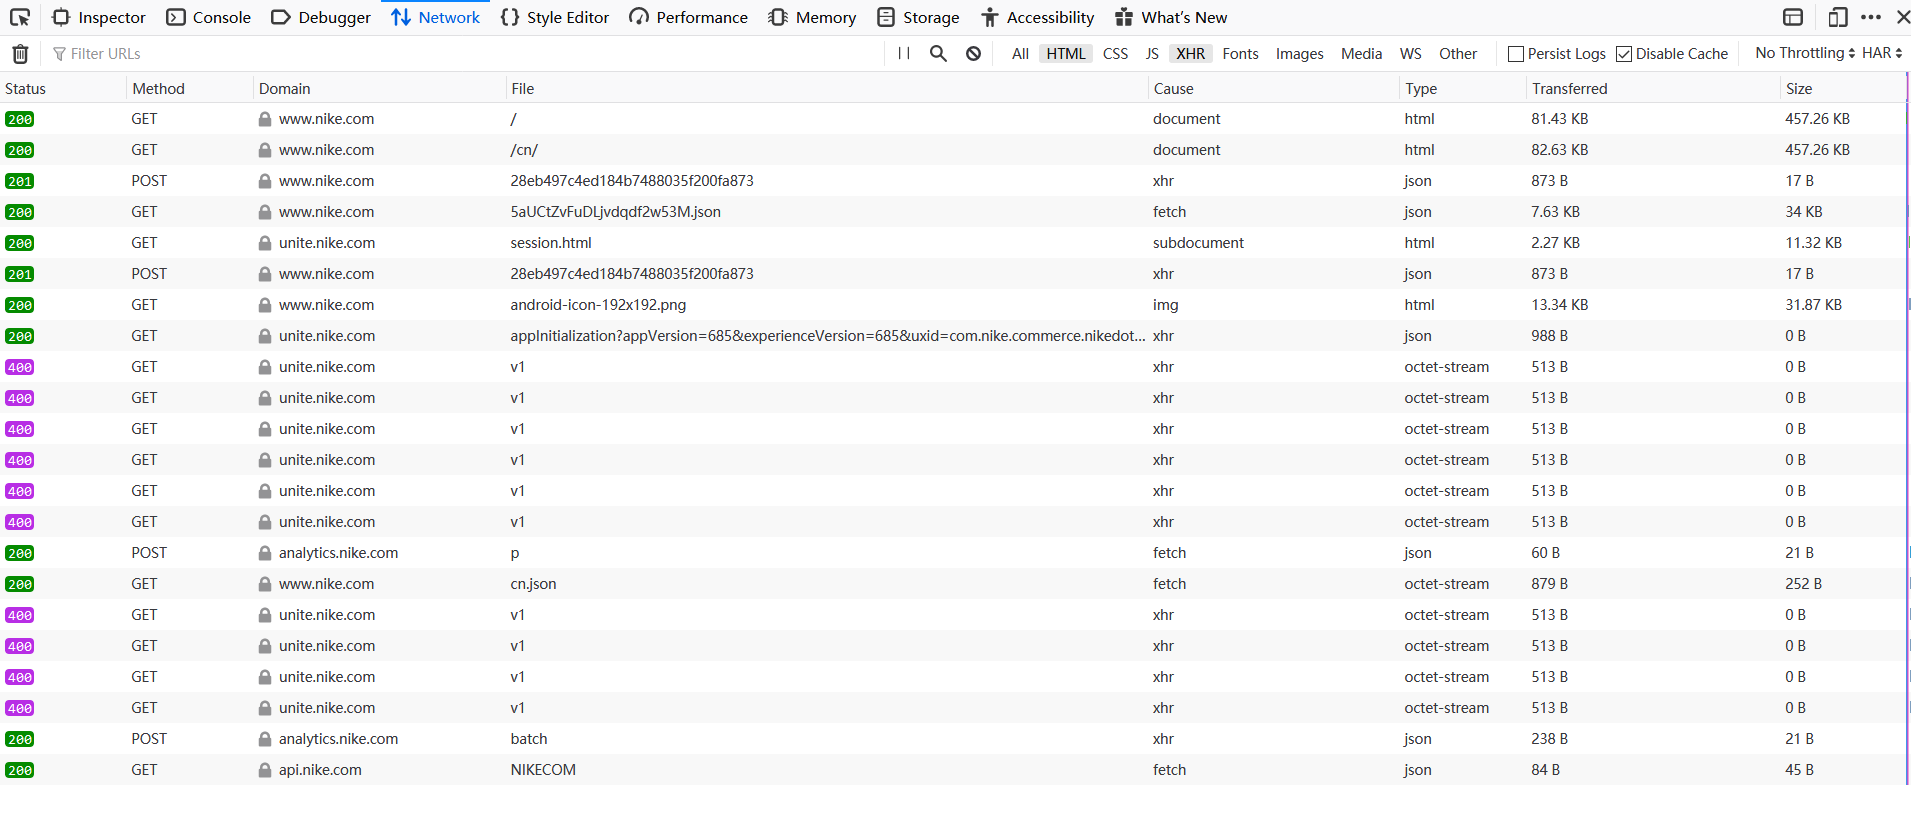 Inspector Console Debugger Network Style Editor Performance Memory Storage Accessibility What's New
Filter URLs All HTML CSS JS XHR Fonts Images Media WS Other Persist Logs Disable Cache No Throttling HAR
Status Method Domain File Cause Type Transferred Size
200 GET www.nike.com / document html 81.43 KB 457.26 KB
200 GET www.nike.com /cn/ document html 82.63 KB 457.26 KB
201 POST www.nike.com 28eb497c4ed184b7488035f200fa873 xhr json 873 B 17 B
200 GET www.nike.com 5aUCtZvFuDLjvdqdf2w53M.json fetch json 7.63 KB 34 KB
200 GET unite.nike.com session.html subdocument html 2.27 KB 11.32 KB
201 POST www.nike.com 28eb497c4ed184b7488035f200fa873 xhr json 873 B 17 B
200 GET www.nike.com android-icon-192x192.png img html 13.34 KB 31.87 KB
200 GET unite.nike.com appInitialization?appVersion=685&experienceVersion=685&uxid=com.nike.commerce.nikedot... xhr json 988 B 0 B
400 GET unite.nike.com v1 xhr octet-stream 513 B 0 B
400 GET unite.nike.com v1 xhr octet-stream 513 B 0 B
400 GET unite.nike.com v1 xhr octet-stream 513 B 0 B
400 GET unite.nike.com v1 xhr octet-stream 513 B 0 B
400 GET unite.nike.com v1 xhr octet-stream 513 B 0 B
400 GET unite.nike.com v1 xhr octet-stream 513 B 0 B
200 POST analytics.nike.com p fetch json 60 B 21 B
200 GET www.nike.com cn.json fetch octet-stream 879 B 252 B
400 GET unite.nike.com v1 xhr octet-stream 513 B 0 B
400 GET unite.nike.com v1 xhr octet-stream 513 B 0 B
400 GET unite.nike.com v1 xhr octet-stream 513 B 0 B
400 GET unite.nike.com v1 xhr octet-stream 513 B 0 B
200 POST analytics.nike.com batch xhr json 238 B 21 B
200 GET api.nike.com NIKECOM fetch json 84 B 45 B